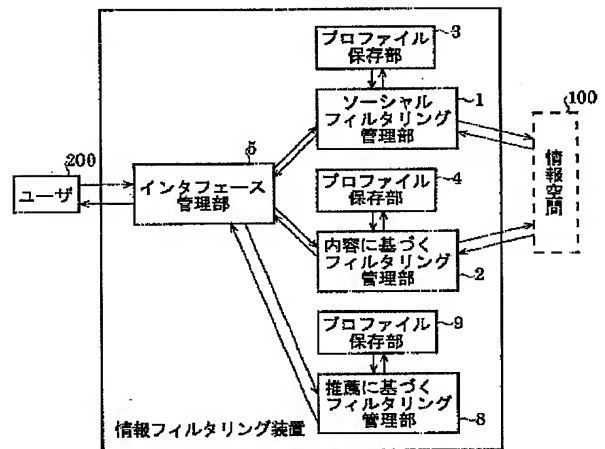 プロファイル
保存部
3
ソーシャル
フィルタリング
管理部
1
100
情報空間
5
200
ユーザ
インタフェース
管理部
プロファイル
保存部
4
内容に基づく
フィルタリング
管理部
2
プロファイル
保存部
9
推薦に基づく
フィルタリング
管理部
8
情報フィルタリング装置